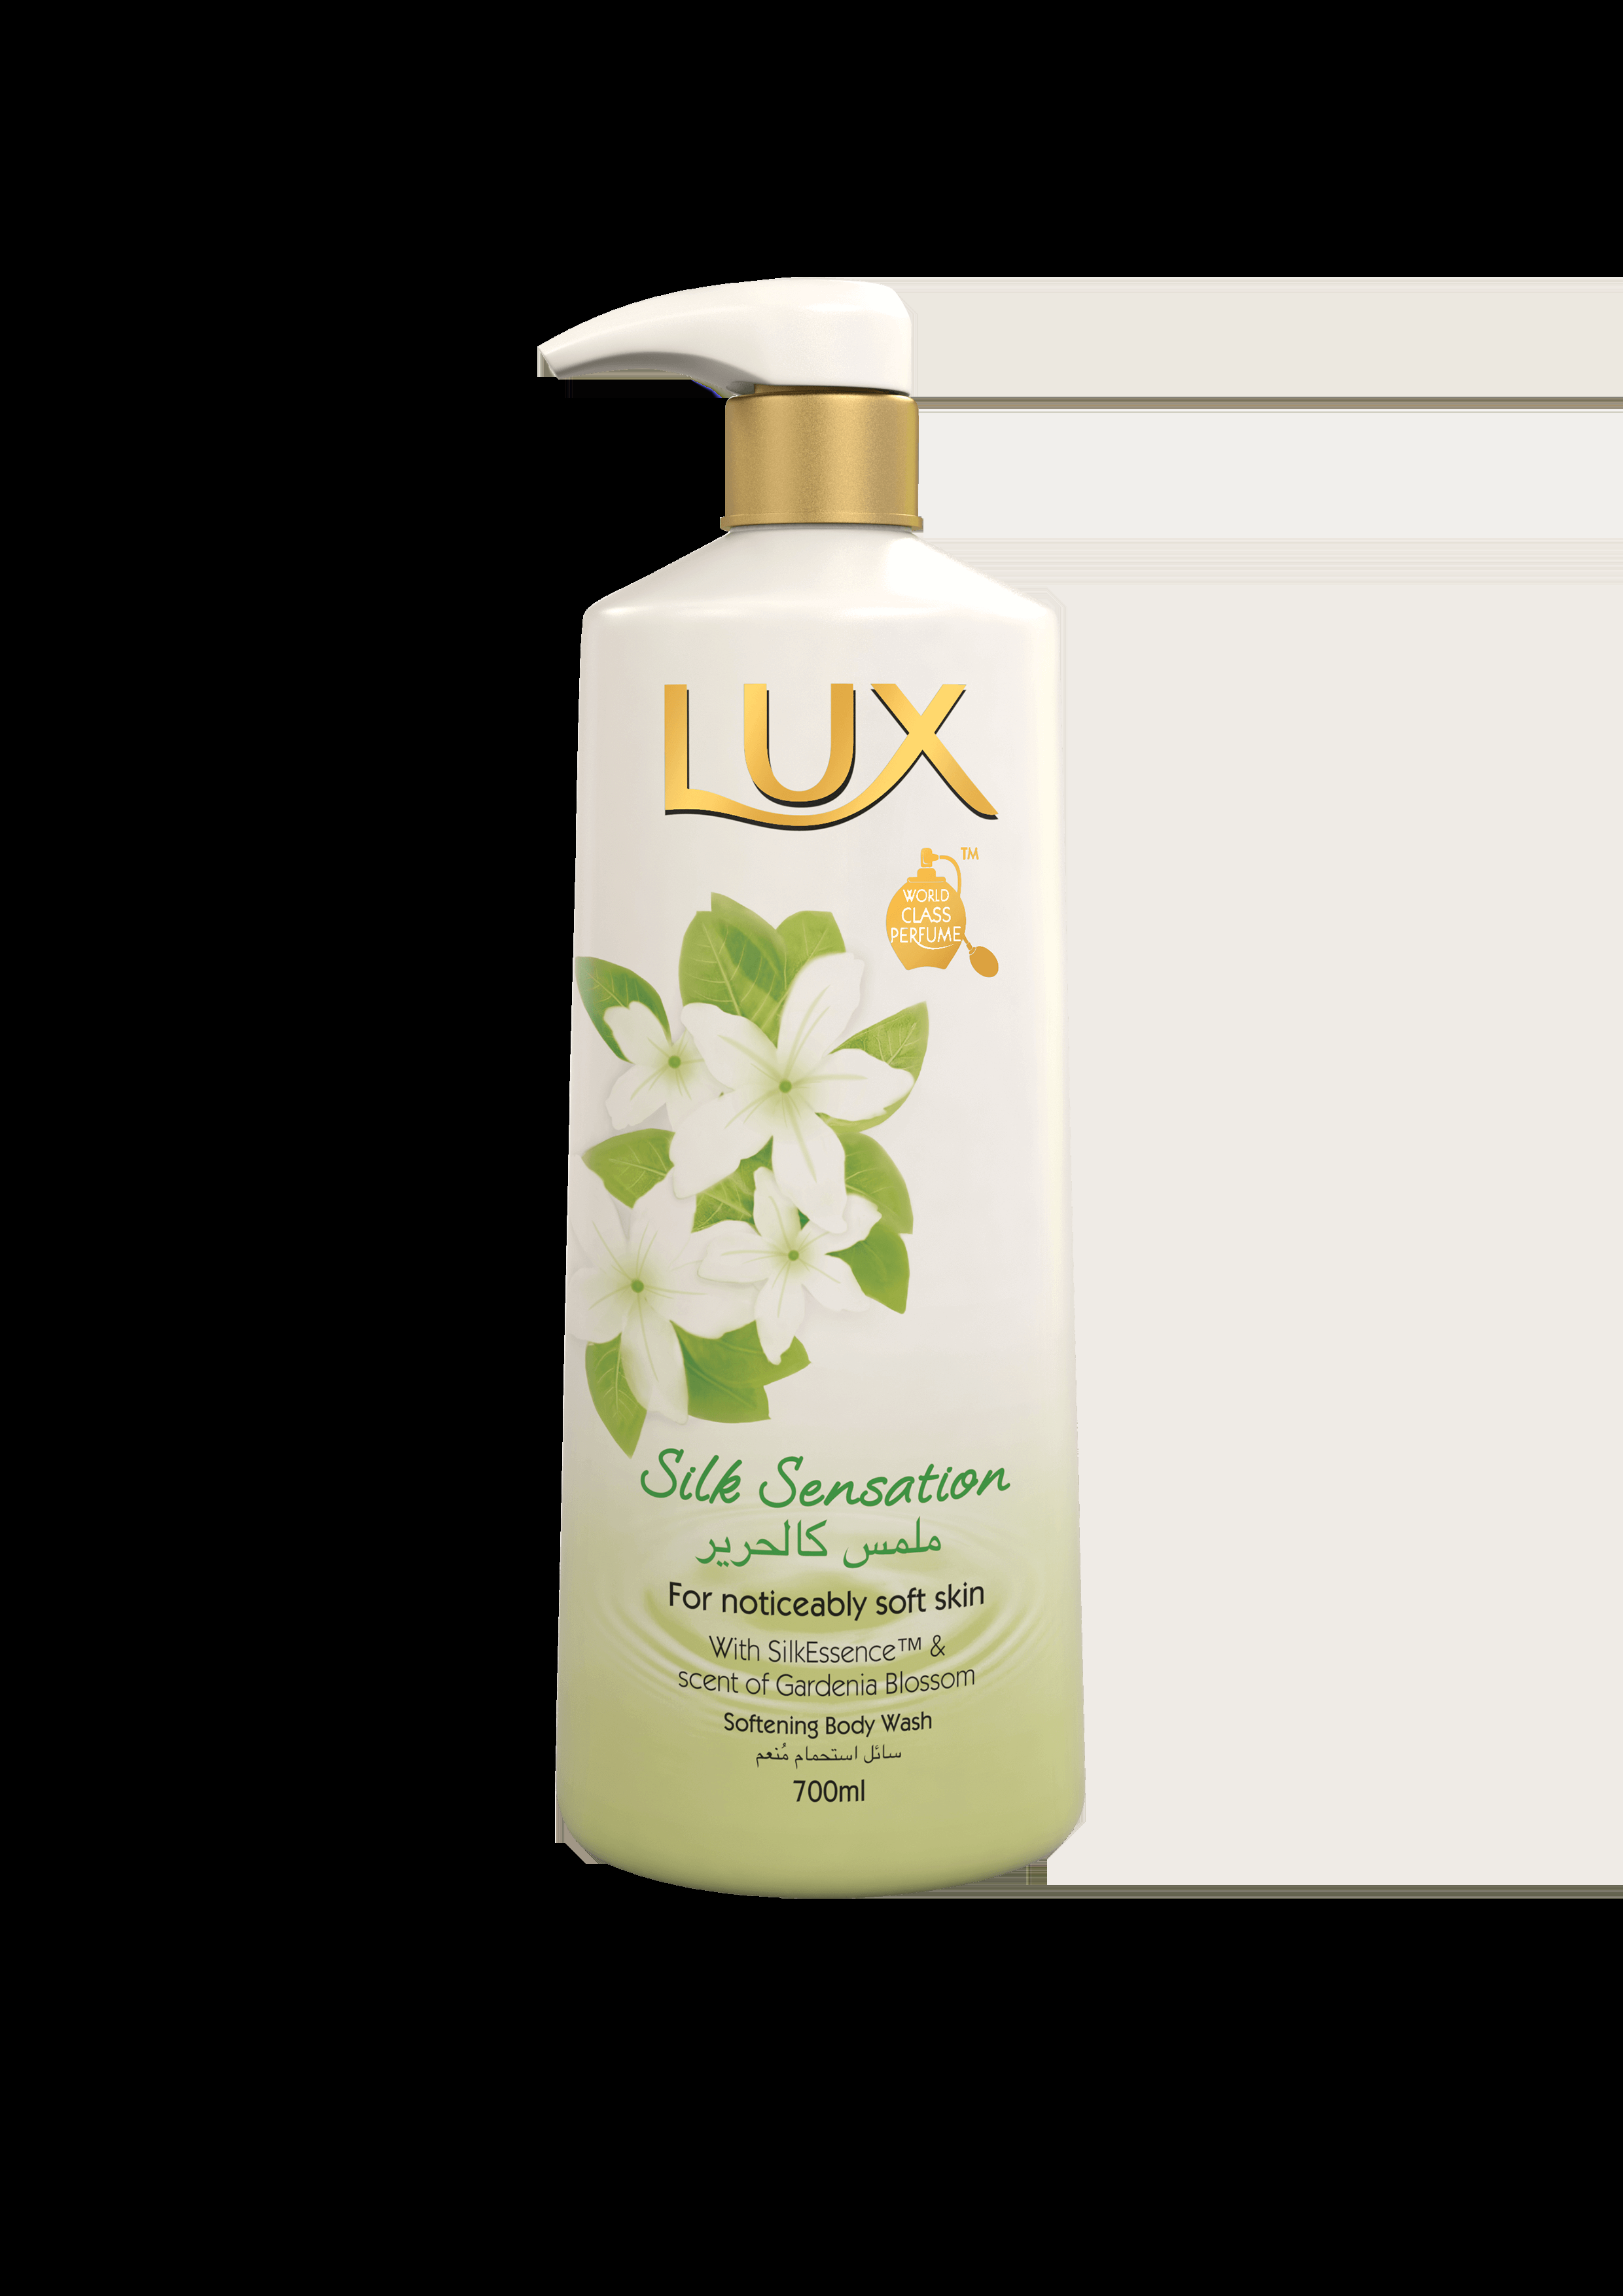 LUX
TM
WORLD
CLASS
PERFUME
Silk Sensation
ملمس كالحرير
For noticeably soft skin
With SilkEssence™ &
scent of Gardenia Blossom
Softening Body Wash
سائل استحمام مُنعم
700ml